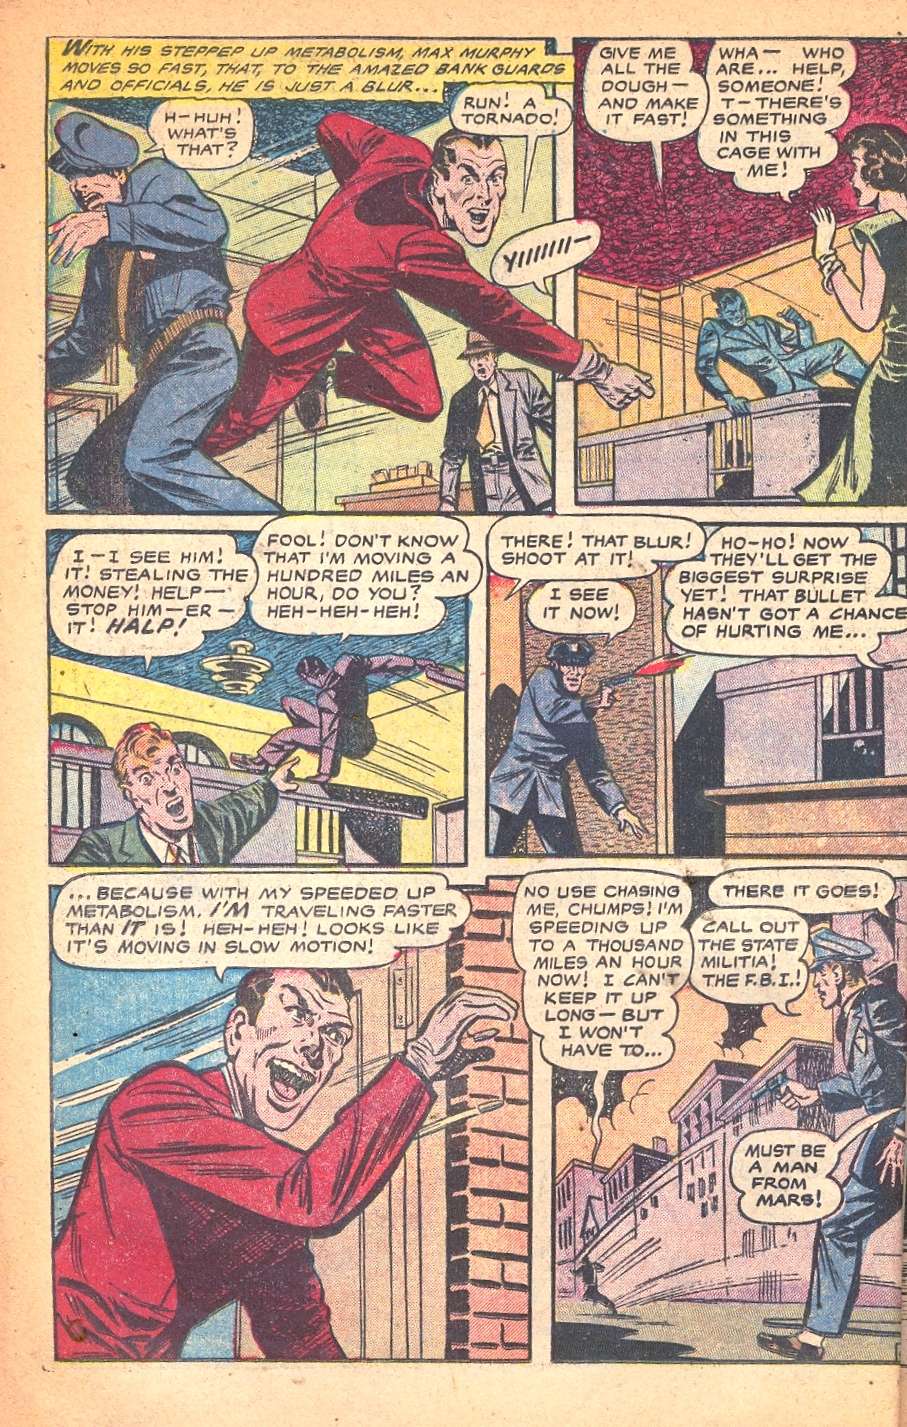 WITH HIS STEPPEP UP METABOLISM, MAX MURPHY
MOVES SO FAST, THAT, TO THE AMAZED BANK GUARDS
AND OFFICIALS, HE IS JUST A BLUR...
H-HUH!
WHAT'S
THAT?
RUN! A
TORNADO!
YIIIIIII—
GIVE ME
ALL THE
DOUGH—
AND MAKE
IT FAST!
WHA— WHO
ARE... HELP,
SOMEONE!
T—THERE'S
SOMETHING
IN THIS
CAGE WITH
ME!
I—I SEE HIM!
IT! STEALING THE
MONEY! HELP—
STOP HIM—ER—
IT! HALP!
FOOL! DON'T KNOW
THAT I'M MOVING A
HUNDRED MILES AN
HOUR, DO YOU?
HEH-HEH-HEH!
THERE! THAT BLUR!
SHOOT AT IT!
I SEE
IT NOW!
HO-HO! NOW
THEY'LL GET THE
BIGGEST SURPRISE
YET! THAT BULLET
HASN'T GOT A CHANCE
OF HURTING ME...
...BECAUSE WITH MY SPEEDED UP
METABOLISM, I'M TRAVELING FASTER
THAN IT IS! HEH-HEH! LOOKS LIKE
IT'S MOVING IN SLOW MOTION!
NO USE CHASING
ME, CHUMPS! I'M
SPEEDING UP
TO A THOUSAND
MILES AN HOUR
NOW! I CAN'T
KEEP IT UP
LONG—BUT
I WON'T
HAVE TO...
THERE IT GOES!
CALL OUT
THE STATE
MILITIA!
THE F.B.I.!
MUST BE
A MAN
FROM
MARS!